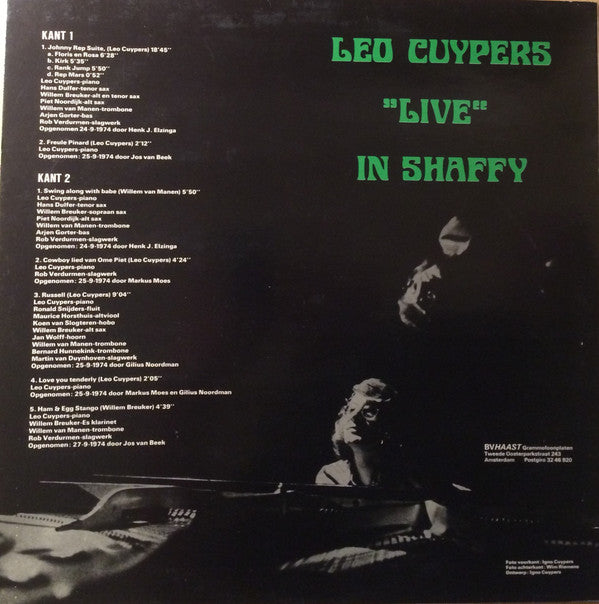 KANT 1
1. Johnny Rep Suite, (Leo Cuypers) 18'45"
a. Floris en Rosa 6'28"
b. Kirk 5'35"
c. Rank Jump 5'50"
d. Rep Mars 0'52"
Leo Cuypers-piano
Hans Dulfer-tenor sax
Willem Breuker-alt en tenor sax
Piet Noordijk-alt sax
Willem van Manen-trombone
Arjen Gorter-bas
Rob Verdurmen-slagwerk
Opgenomen 24-9-1974 door Henk J. Elzinga
2. Freule Pinard (Leo Cuypers) 2'12"
Leo Cuypers-piano
Opgenomen: 25-9-1974 door Jos van Beek
KANT 2
1. Swing along with babe (Willem van Manen) 5'50"
Leo Cuypers-piano
Hans Dulfer-tenor sax
Willem Breuker-sopraan sax
Piet Noordijk-alt sax
Willem van Manen-trombone
Arjen Gorter-bas
Rob Verdurmen-slagwerk
Opgenomen: 24-9-1974 door Henk J. Elzinga
2. Cowboy lied van Ome Piet (Leo Cuypers) 4'24"
Leo Cuypers-piano
Rob Verdurmen-slagwerk
Opgenomen: 25-9-1974 door Markus Moes
3. Russell (Leo Cuypers) 9'04"
Leo Cuypers-piano
Ronald Snijders-fluit
Maurice Horsthuis-altviool
Koen van Slogteren-hobo
Willem Breuker-alt sax
Jan Wolff-hoorn
Willem van Manen-trombone
Bernard Hunnekink-trombone
Martin van Duynhoven-slagwerk
Opgenomen: 25-9-1974 door Gilius Noordman
4. Love you tenderly (Leo Cuypers) 2'05"
Leo Cuypers-piano
Opgenomen: 25-9-1974 door Markus Moes en Gilius Noordman
5. Ham & Egg Stango (Willem Breuker) 4'39"
Leo Cuypers-piano
Willem Breuker-Es klarinet
Willem van Manen-trombone
Rob Verdurmen-slagwerk
Opgenomen: 27-9-1974 door Jos van Beek
LEO CUYPERS
"LIVE"
IN SHAFFY
BVHAAST Grammofoonplaten
Tweede Oosterparkstraat 243
Amsterdam Postgiro 32 46 920
Foto voorkant: Igno Cuypers
Foto achterkant: Wim Riemens
Ontwerp: Igno Cuypers